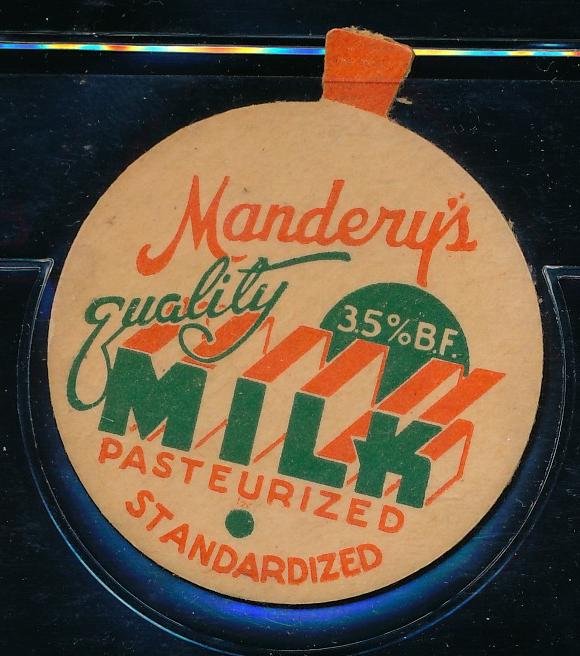 Mandery's
quality
3.5% B.F.
MILK
PASTEURIZED
STANDARDIZED